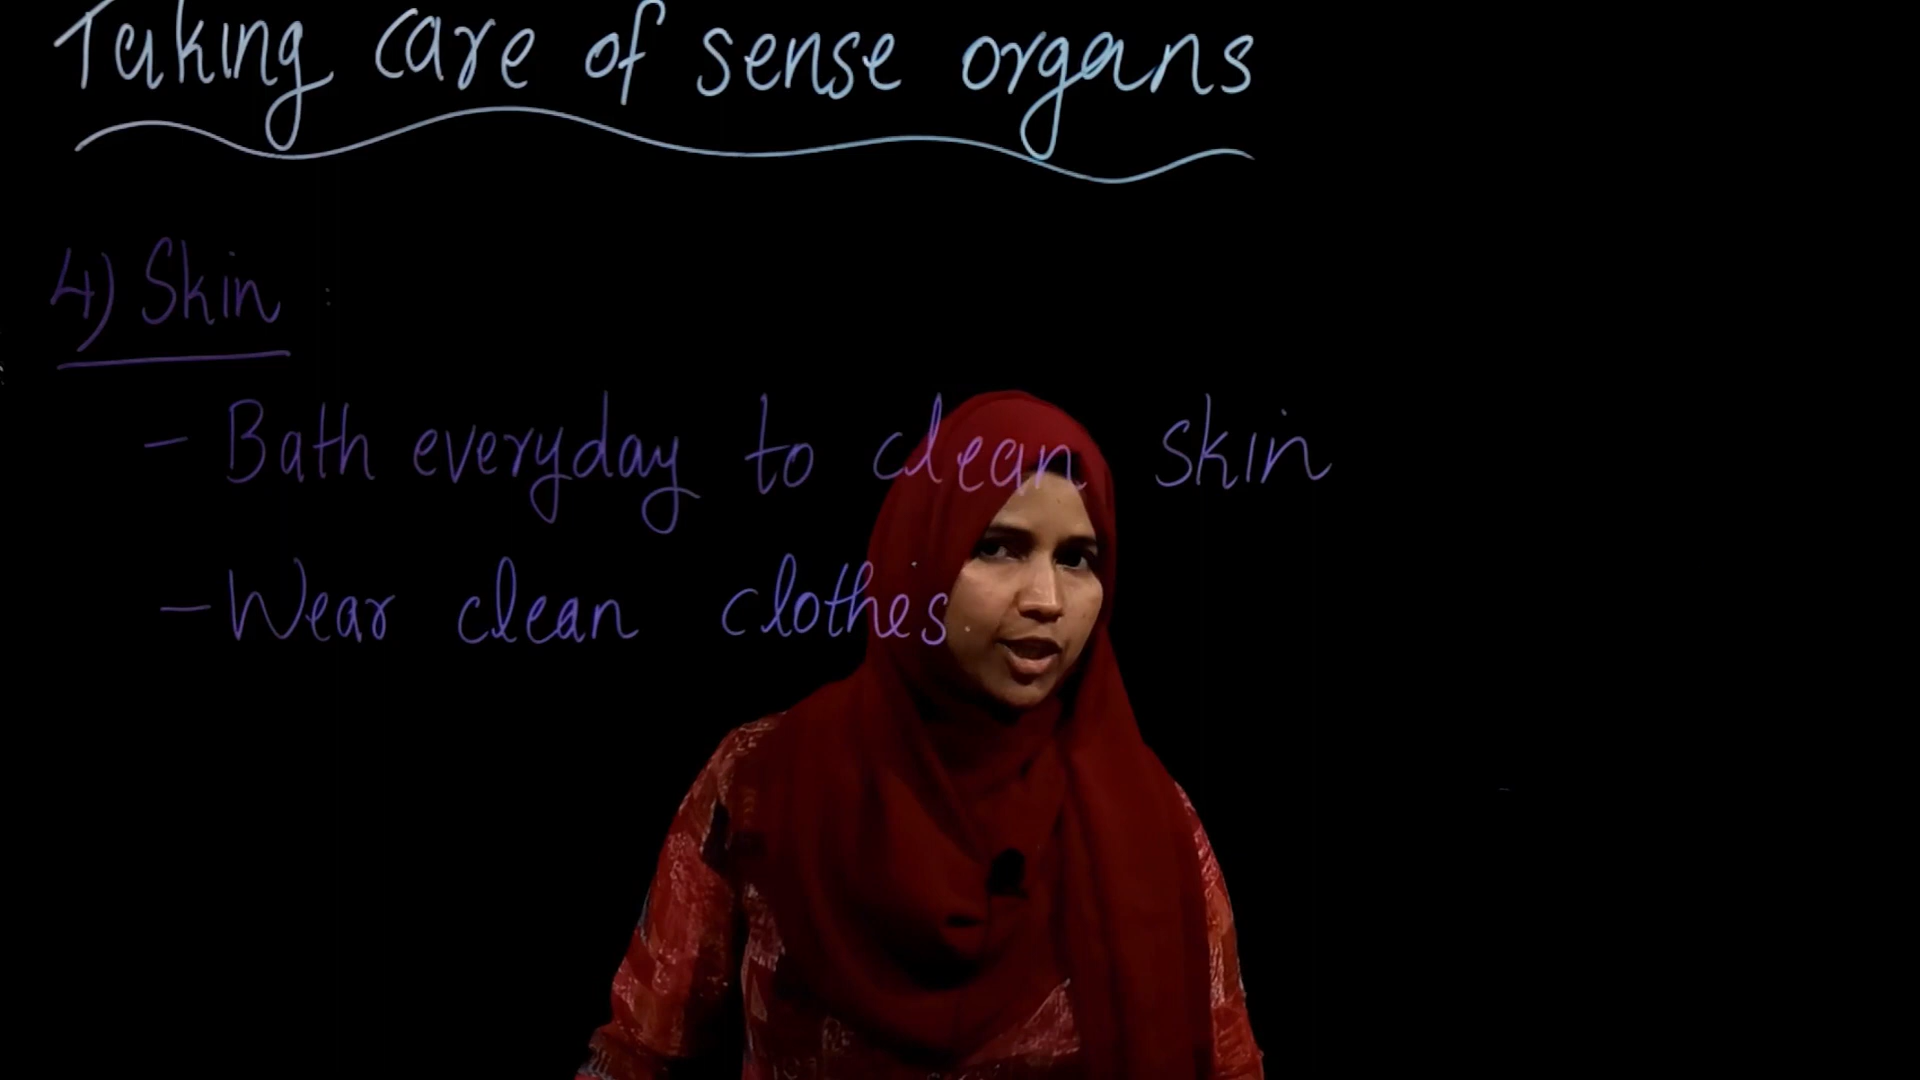 Taking care of sense organs
4) Skin :
- Bath everyday to clean skin
- Wear clean clothes.